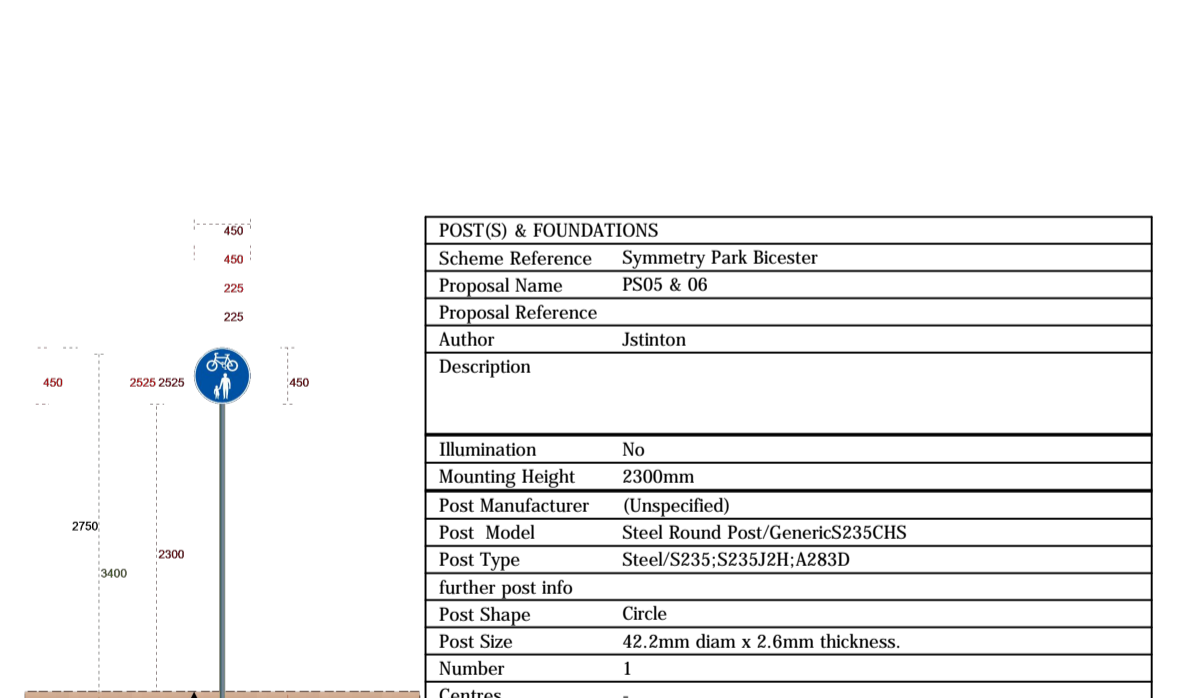 450
450
225
225
450
2525 2525
450
2750
2300
3400
POST(S) & FOUNDATIONS
Scheme Reference Symmetry Park Bicester
Proposal Name PS05 & 06
Proposal Reference
Author Jstinton
Description
Illumination No
Mounting Height 2300mm
Post Manufacturer (Unspecified)
Post Model Steel Round Post/GenericS235CHS
Post Type Steel/S235;S235J2H;A283D
further post info
Post Shape Circle
Post Size 42.2mm diam x 2.6mm thickness.
Number 1
Centres -